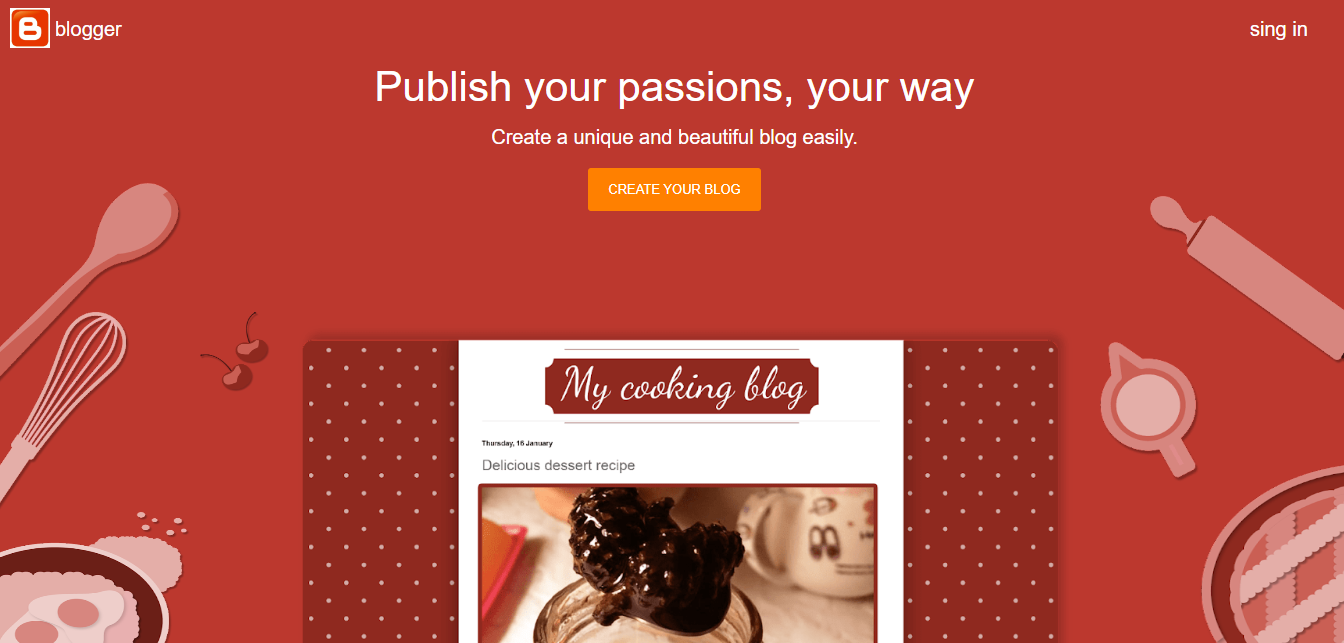 blogger
sing in
Publish your passions, your way
Create a unique and beautiful blog easily.
CREATE YOUR BLOG
My cooking blog
Thursday, 16 January
Delicious dessert recipe